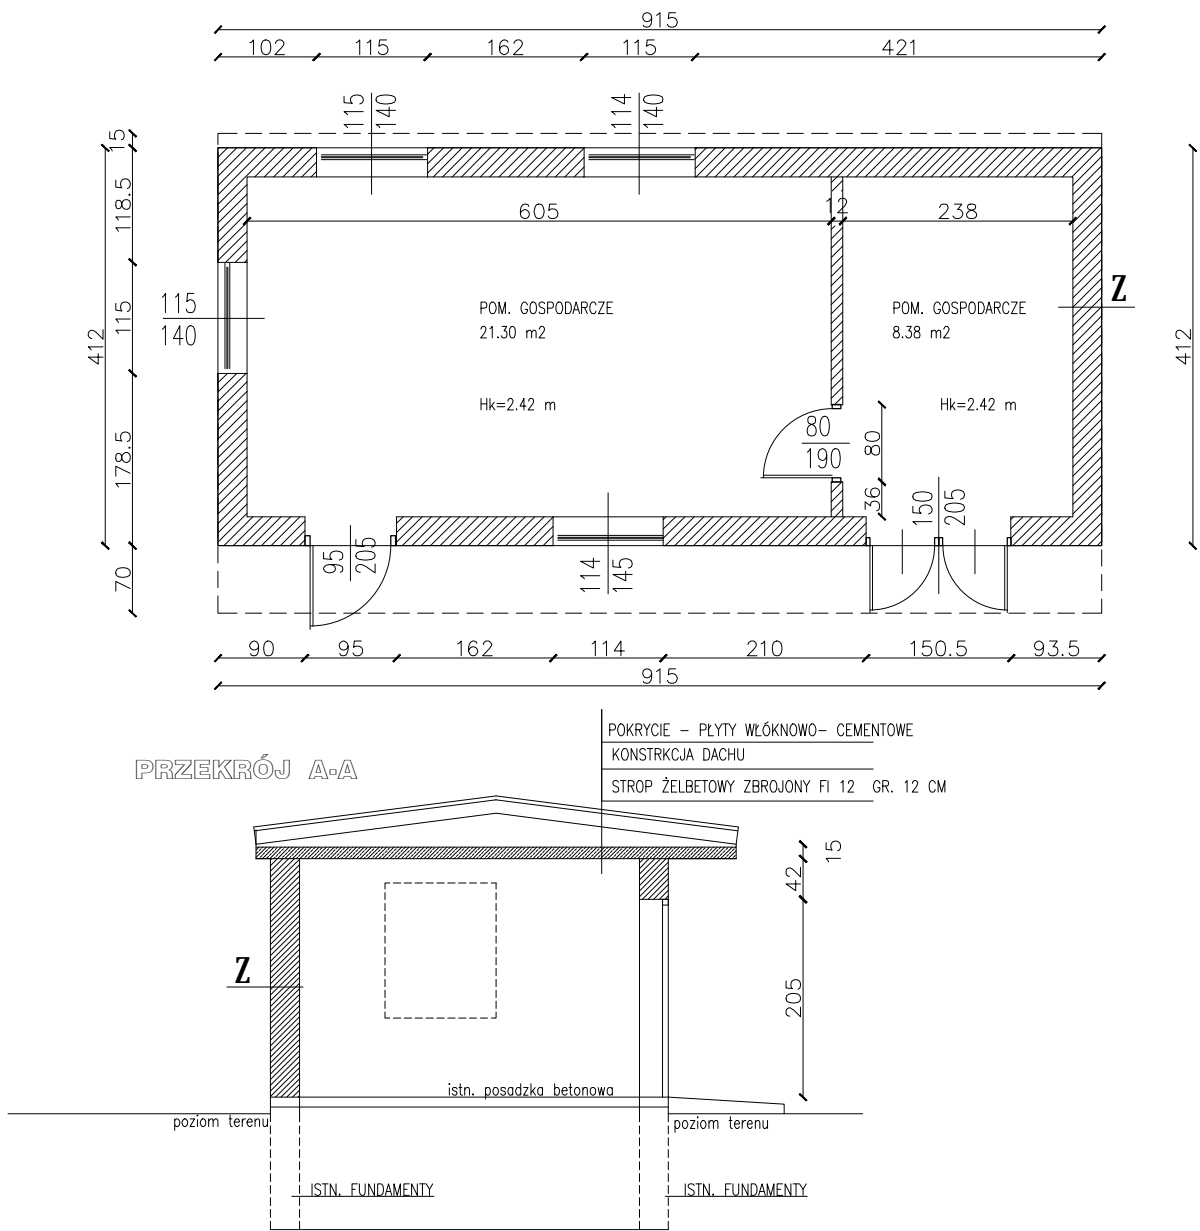 915
102 115 162 115 421
115
140
114
140
15
412
118.5
115
178.5
70
605 12 238
Z
115
140
POM. GOSPODARCZE
21.30 m2
Hk=2.42 m
POM. GOSPODARCZE
8.38 m2
Hk=2.42 m
412
80
190
80
36
150
205
95
205
114
145
90 95 162 114 210 150.5 93.5
915
PRZEKRÓJ A-A
POKRYCIE – PŁYTY WŁÓKNOWO– CEMENTOWE
KONSTRKCJA DACHU
STROP ŻELBETOWY ZBROJONY FI 12 GR. 12 CM
15
42
205
Z
istn. posadzka betonowa
poziom terenu
poziom terenu
ISTN. FUNDAMENTY
ISTN. FUNDAMENTY